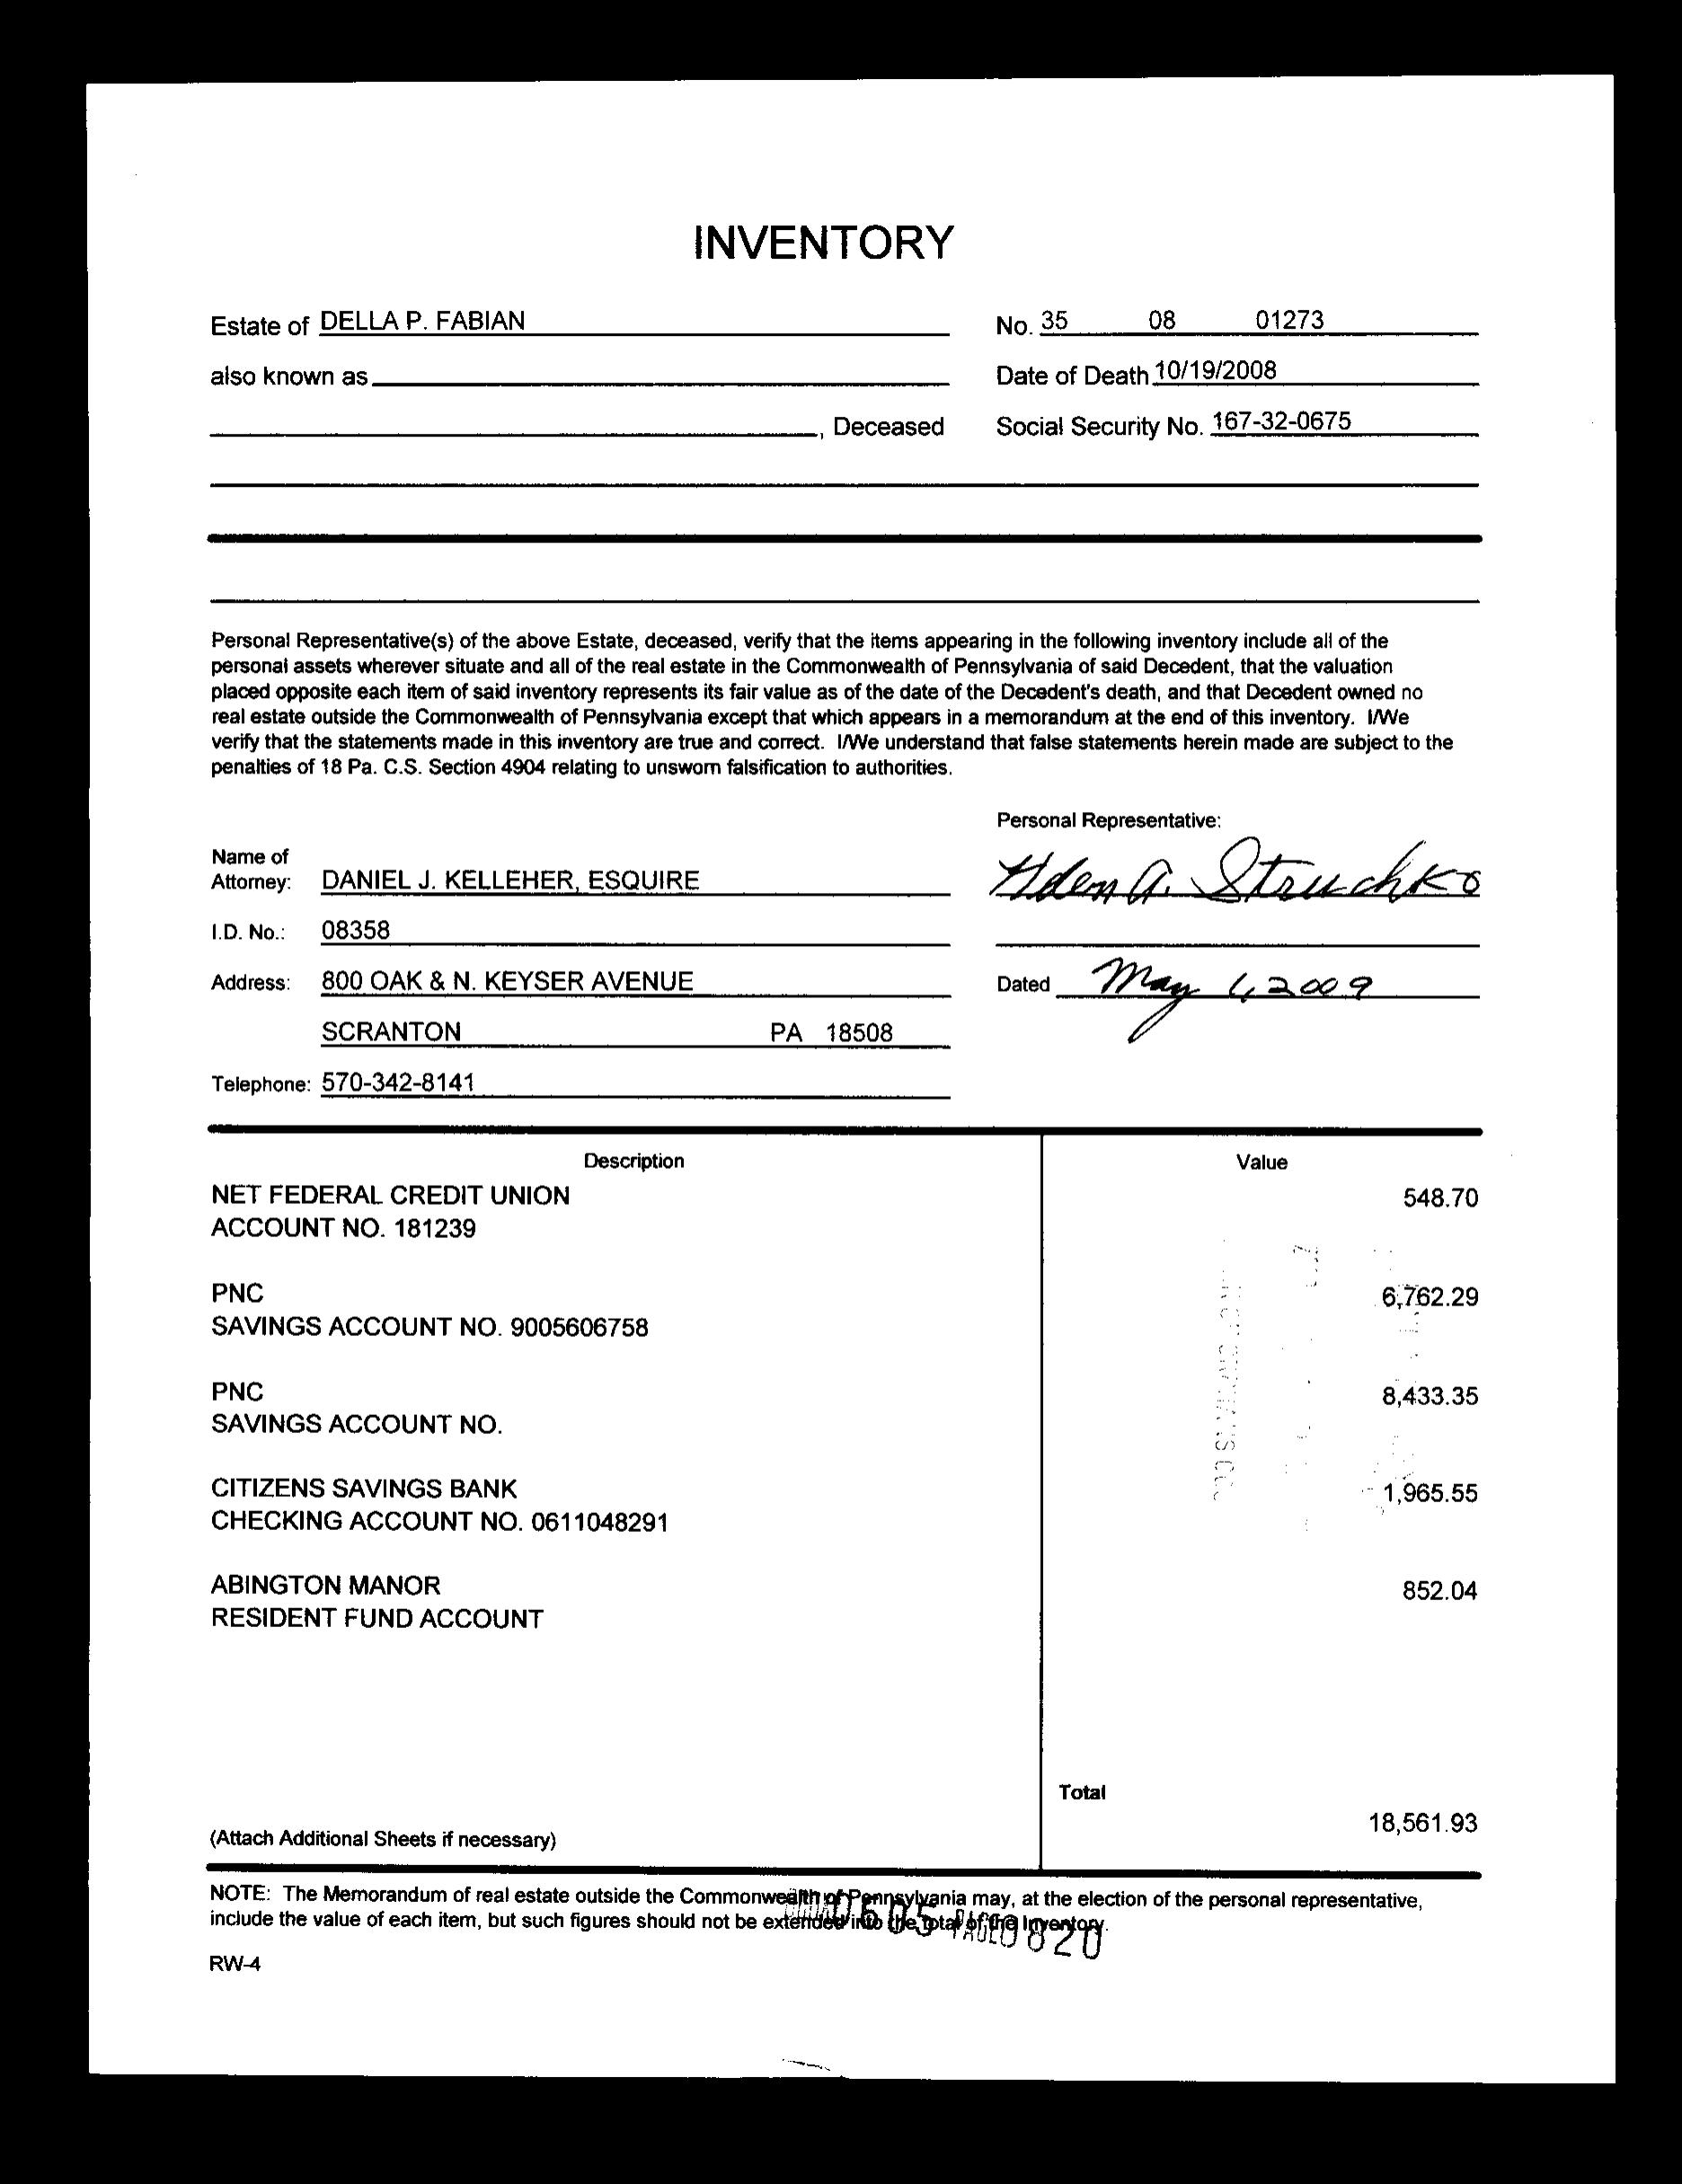 INVENTORY
Estate of DELLA P. FABIAN
No. 35 08 01273
also known as
Date of Death 10/19/2008
, Deceased
Social Security No. 167-32-0675
Personal Representative(s) of the above Estate, deceased, verify that the items appearing in the following inventory include all of the
personal assets wherever situate and all of the real estate in the Commonwealth of Pennsylvania of said Decedent, that the valuation
placed opposite each item of said inventory represents its fair value as of the date of the Decedent's death, and that Decedent owned no
real estate outside the Commonwealth of Pennsylvania except that which appears in a memorandum at the end of this inventory. I/We
verify that the statements made in this inventory are true and correct. I/We understand that false statements herein made are subject to the
penalties of 18 Pa. C.S. Section 4904 relating to unsworn falsification to authorities.
Personal Representative:
Name of
Attorney: DANIEL J. KELLEHER, ESQUIRE
A. Struchko
I.D. No.: 08358
Address: 800 OAK & N. KEYSER AVENUE
Dated May 1, 2009
SCRANTON PA 18508
Telephone: 570-342-8141
Description Value
NET FEDERAL CREDIT UNION 548.70
ACCOUNT NO. 181239
PNC 6,762.29
SAVINGS ACCOUNT NO. 9005606758
PNC 8,433.35
SAVINGS ACCOUNT NO.
CITIZENS SAVINGS BANK 1,965.55
CHECKING ACCOUNT NO. 0611048291
ABINGTON MANOR 852.04
RESIDENT FUND ACCOUNT
Total
18,561.93
(Attach Additional Sheets if necessary)
NOTE: The Memorandum of real estate outside the Commonwealth of Pennsylvania may, at the election of the personal representative,
include the value of each item, but such figures should not be extended into the total of the Inventory.
0605 PAGE0820
RW-4